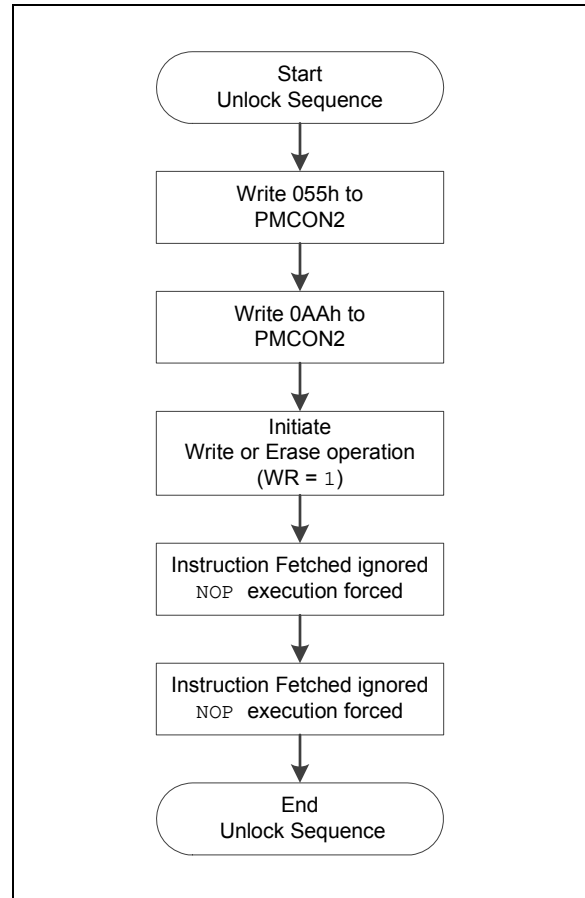 Start
Unlock Sequence
Write 055h to
PMCON2
Write 0AAh to
PMCON2
Initiate
Write or Erase operation
(WR = 1)
Instruction Fetched ignored
NOP execution forced
Instruction Fetched ignored
NOP execution forced
End
Unlock Sequence